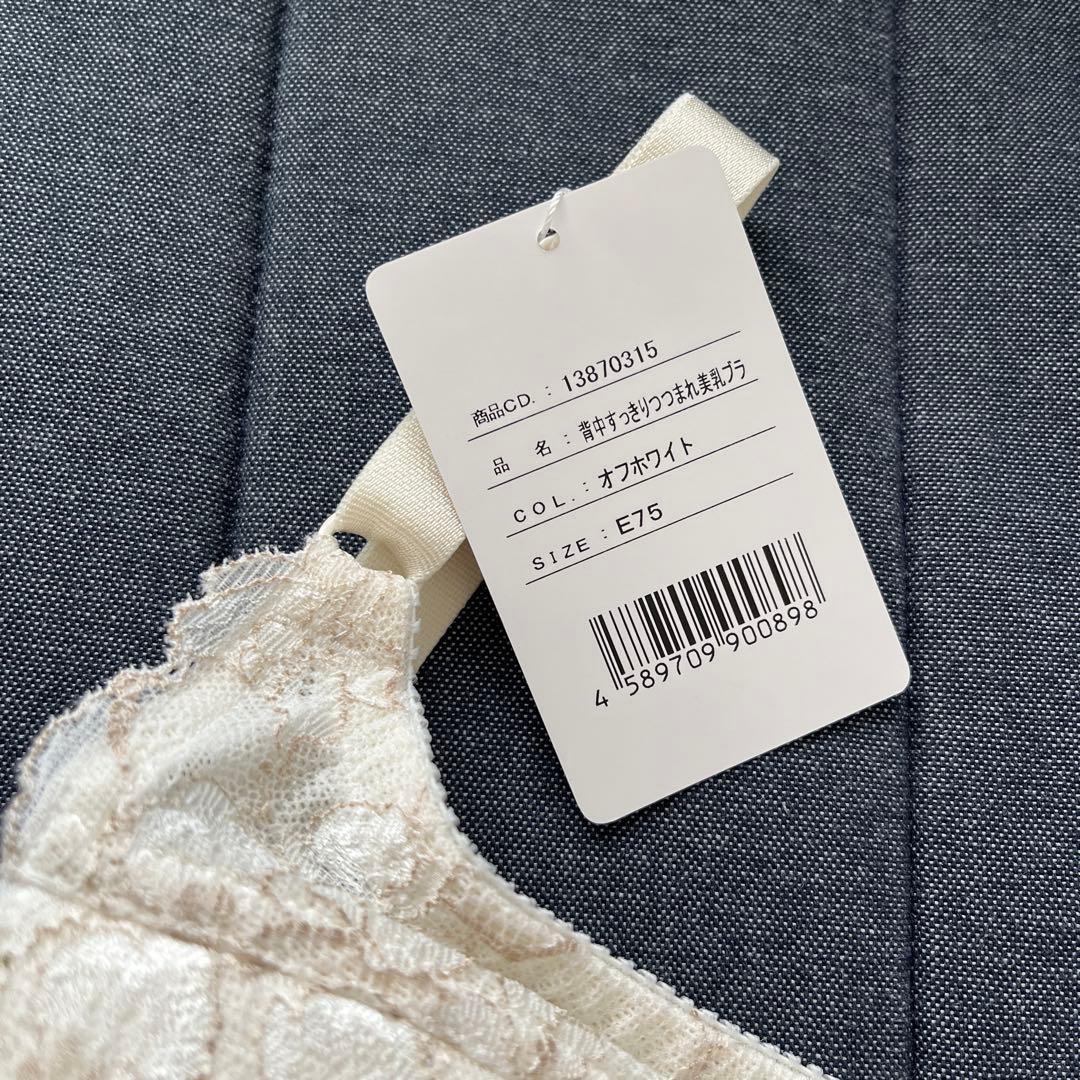 商品CD.：13870315
品 名：背中すっきりつつまれ美乳ブラ
COL.：オフホワイト
SIZE：E75
4 589709 900898